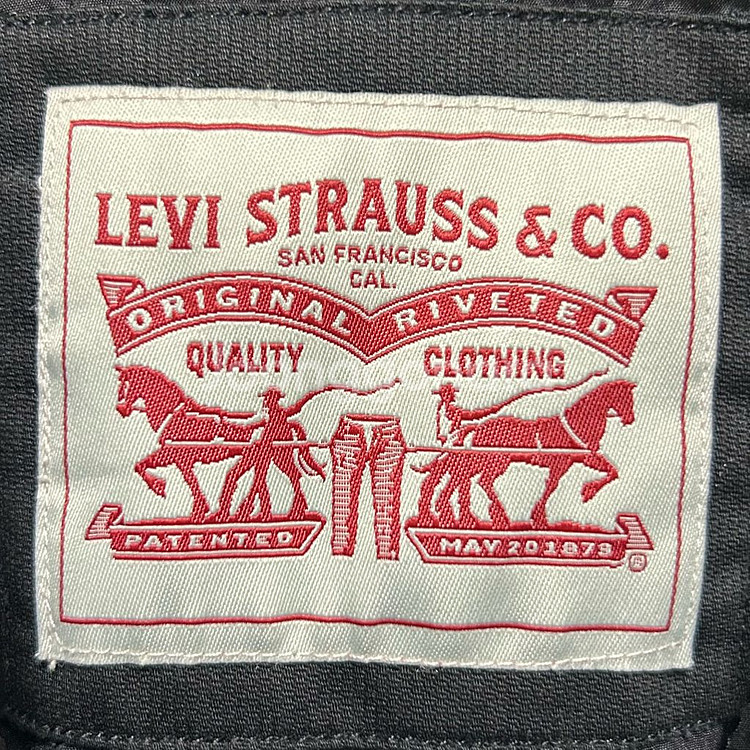 LEVI STRAUSS & CO.
SAN FRANCISCO
CAL.
ORIGINAL RIVETED
QUALITY CLOTHING
PATENTED MAY 20 1873
®